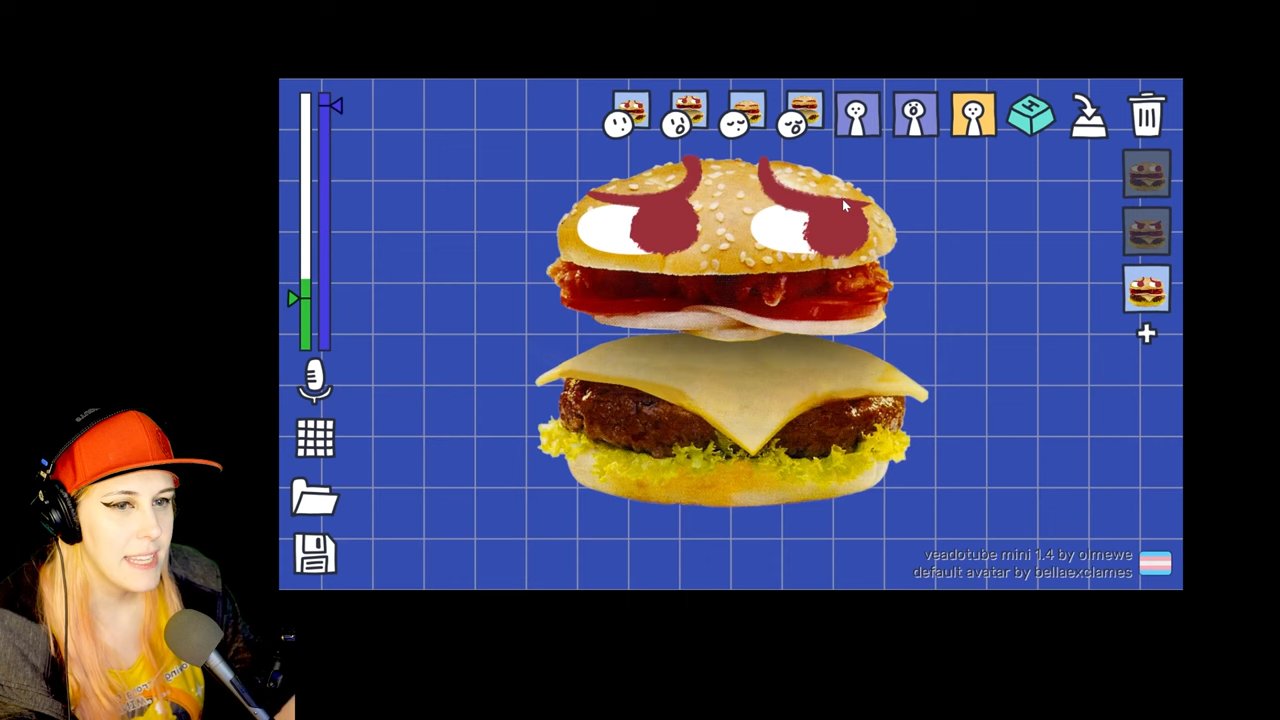 veadotube mini 1.4 by olmewe
default avatar by bellaexclames